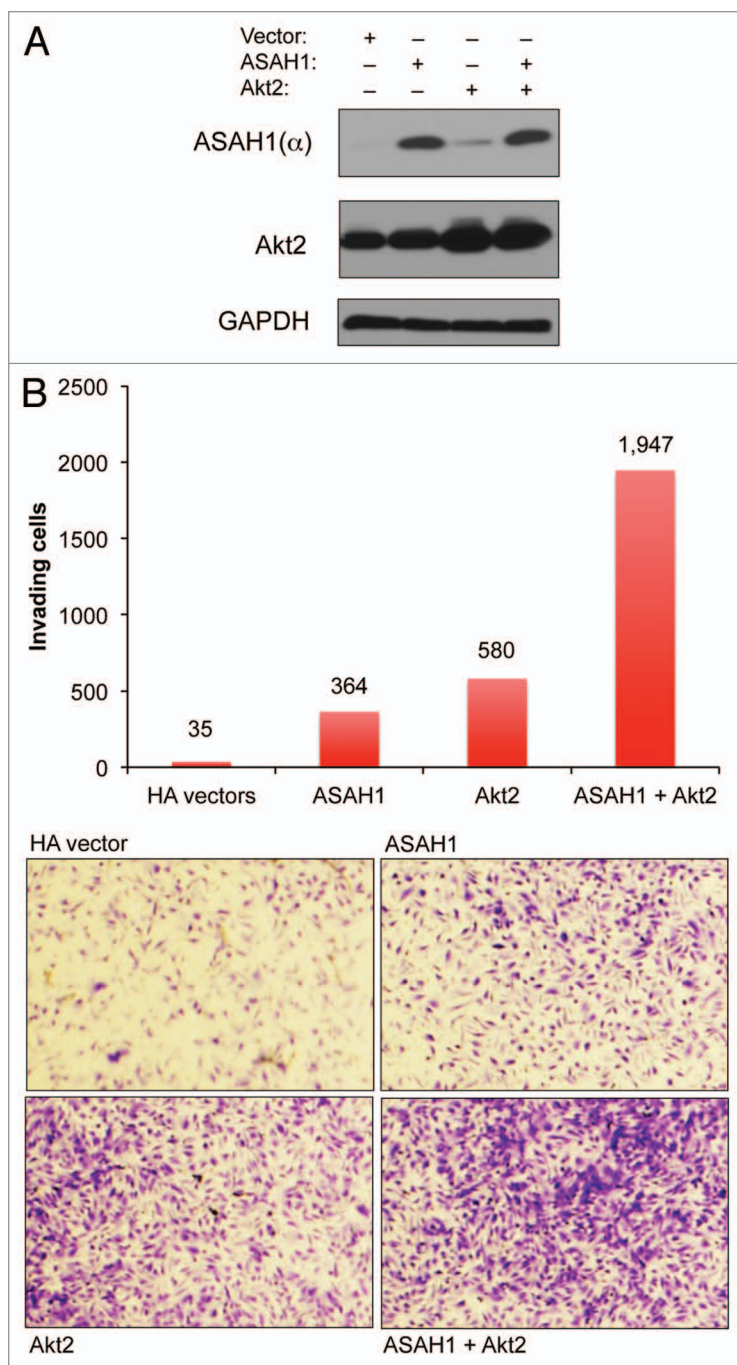 A
Vector: + – – –
ASAH1: – + – +
Akt2: – – + +
ASAH1(α)
Akt2
GAPDH
B
2500
2000
1500
1000
500
0
Invading cells
35
364
580
1,947
HA vectors ASAH1 Akt2 ASAH1 + Akt2
HA vector ASAH1
Akt2 ASAH1 + Akt2